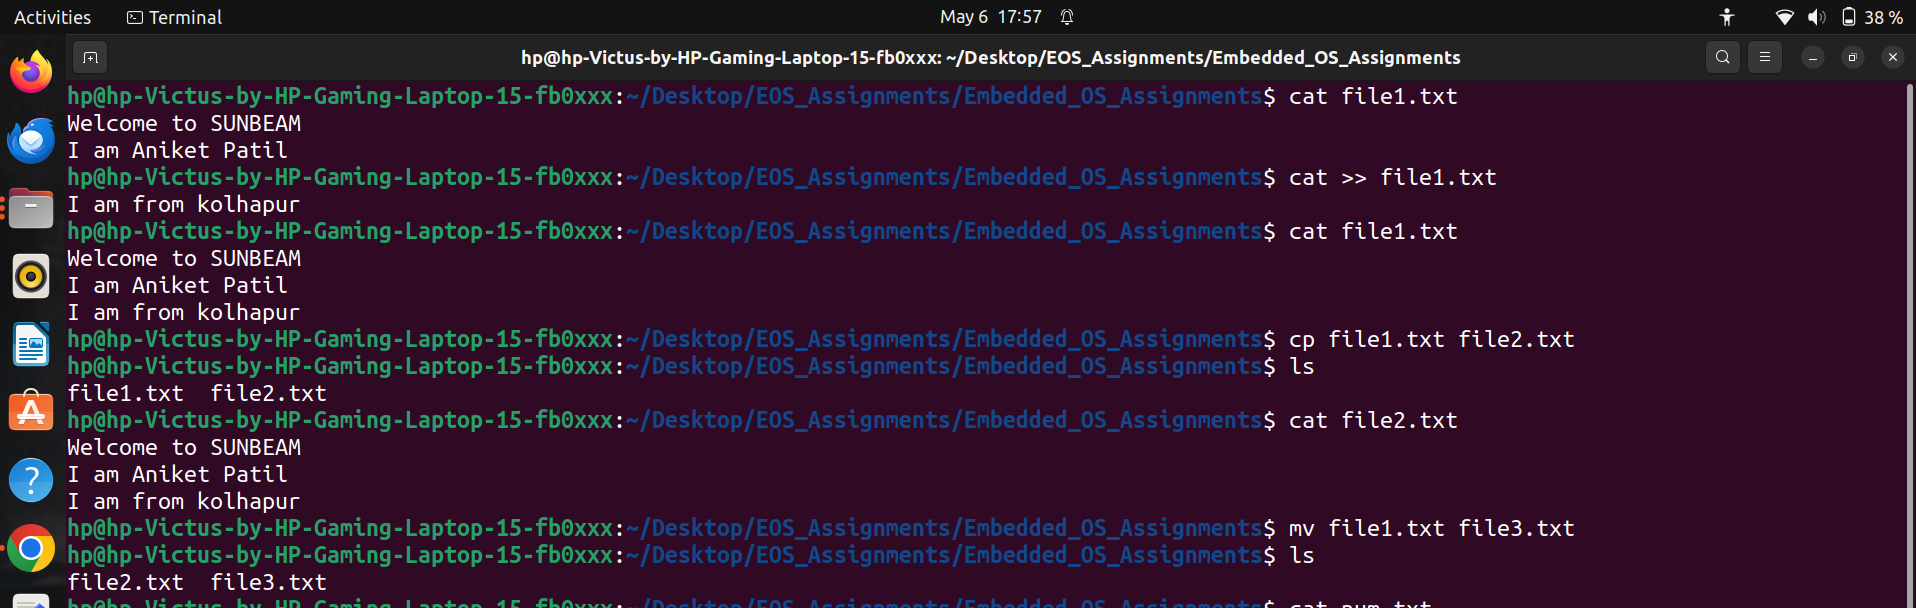 Activities Terminal May 6 17:57 38 %
hp@hp-Victus-by-HP-Gaming-Laptop-15-fb0xxx: ~/Desktop/EOS_Assignments/Embedded_OS_Assignments
hp@hp-Victus-by-HP-Gaming-Laptop-15-fb0xxx:~/Desktop/EOS_Assignments/Embedded_OS_Assignments$ cat file1.txt
Welcome to SUNBEAM
I am Aniket Patil
hp@hp-Victus-by-HP-Gaming-Laptop-15-fb0xxx:~/Desktop/EOS_Assignments/Embedded_OS_Assignments$ cat >> file1.txt
I am from kolhapur
hp@hp-Victus-by-HP-Gaming-Laptop-15-fb0xxx:~/Desktop/EOS_Assignments/Embedded_OS_Assignments$ cat file1.txt
Welcome to SUNBEAM
I am Aniket Patil
I am from kolhapur
hp@hp-Victus-by-HP-Gaming-Laptop-15-fb0xxx:~/Desktop/EOS_Assignments/Embedded_OS_Assignments$ cp file1.txt file2.txt
hp@hp-Victus-by-HP-Gaming-Laptop-15-fb0xxx:~/Desktop/EOS_Assignments/Embedded_OS_Assignments$ ls
file1.txt  file2.txt
hp@hp-Victus-by-HP-Gaming-Laptop-15-fb0xxx:~/Desktop/EOS_Assignments/Embedded_OS_Assignments$ cat file2.txt
Welcome to SUNBEAM
I am Aniket Patil
I am from kolhapur
hp@hp-Victus-by-HP-Gaming-Laptop-15-fb0xxx:~/Desktop/EOS_Assignments/Embedded_OS_Assignments$ mv file1.txt file3.txt
hp@hp-Victus-by-HP-Gaming-Laptop-15-fb0xxx:~/Desktop/EOS_Assignments/Embedded_OS_Assignments$ ls
file2.txt  file3.txt